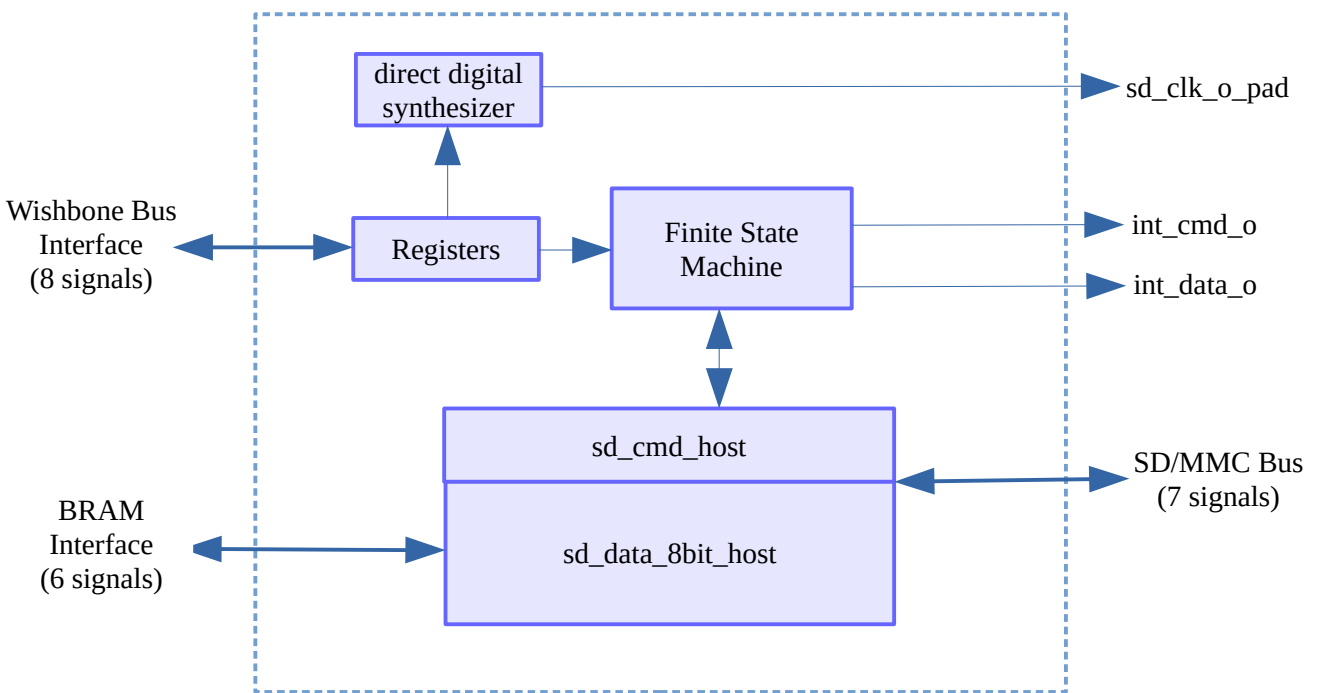 direct digital
synthesizer
sd_clk_o_pad
Wishbone Bus
Interface
(8 signals)
Registers
Finite State
Machine
int_cmd_o
int_data_o
sd_cmd_host
SD/MMC Bus
(7 signals)
BRAM
Interface
(6 signals)
sd_data_8bit_host